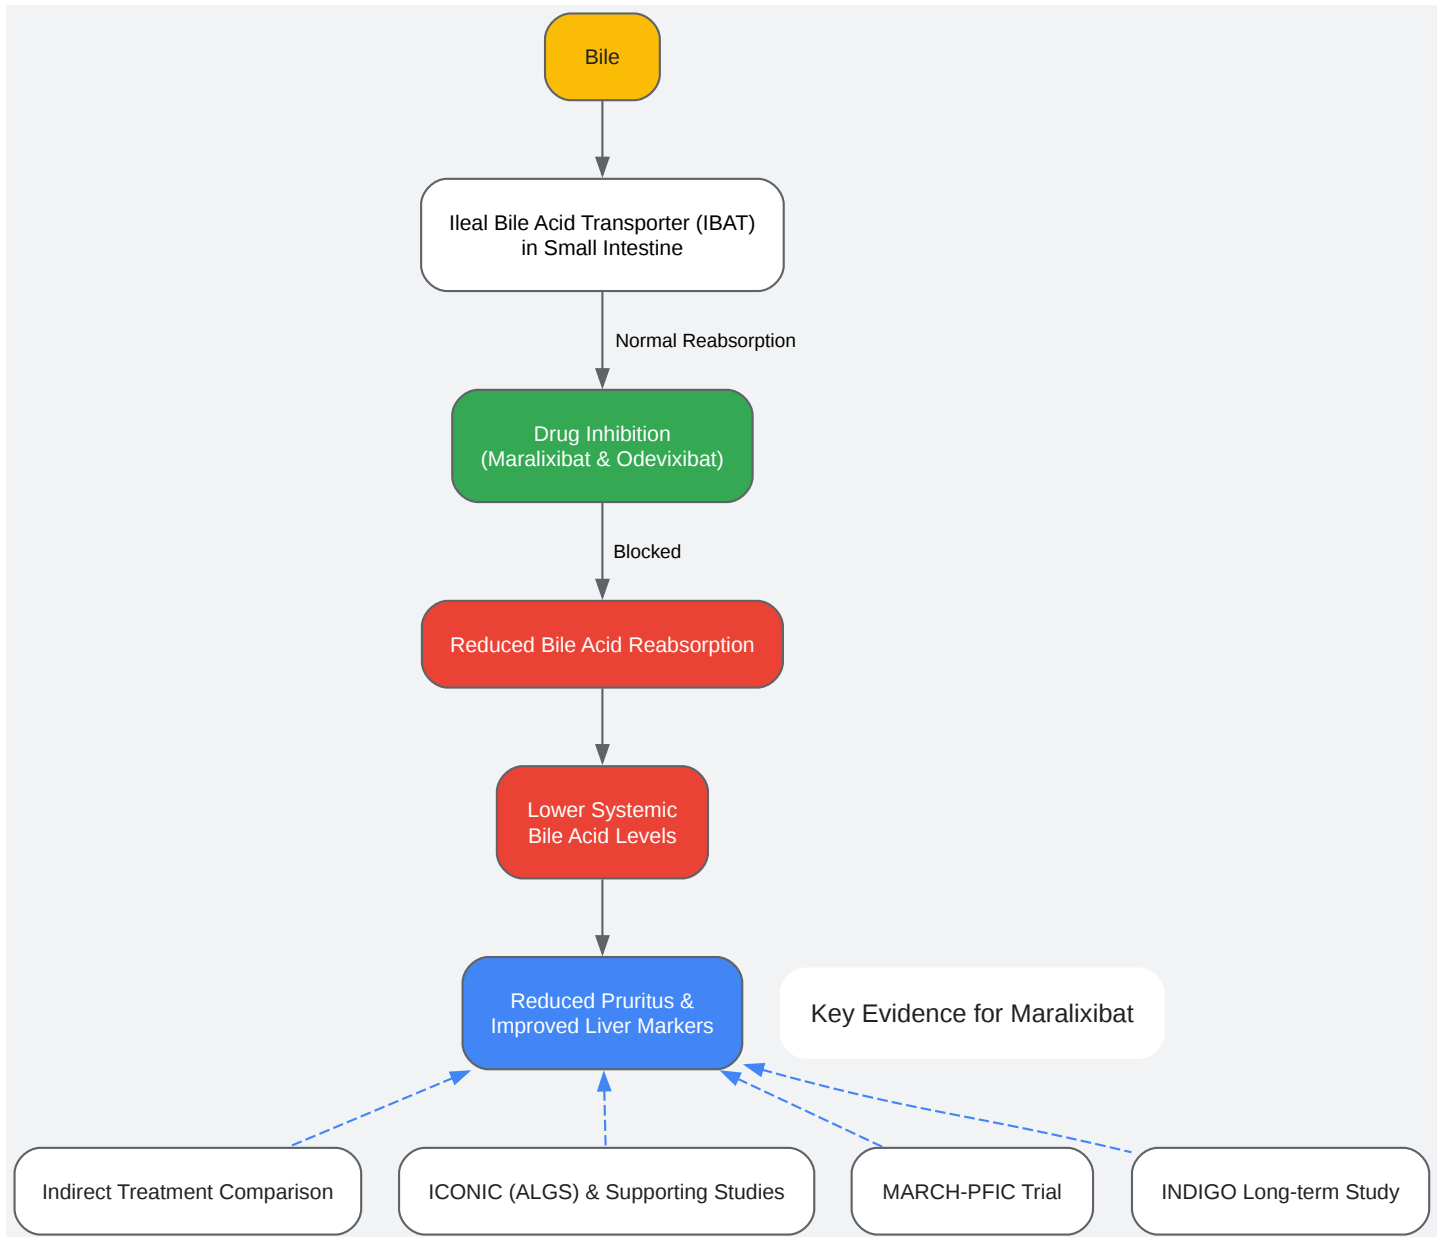 Bile
Ileal Bile Acid Transporter (IBAT)
in Small Intestine
Normal Reabsorption
Drug Inhibition
(Maralixibat & Odevixibat)
Blocked
Reduced Bile Acid Reabsorption
Lower Systemic
Bile Acid Levels
Reduced Pruritus &
Improved Liver Markers
Key Evidence for Maralixibat
Indirect Treatment Comparison
ICONIC (ALGS) & Supporting Studies
MARCH-PFIC Trial
INDIGO Long-term Study